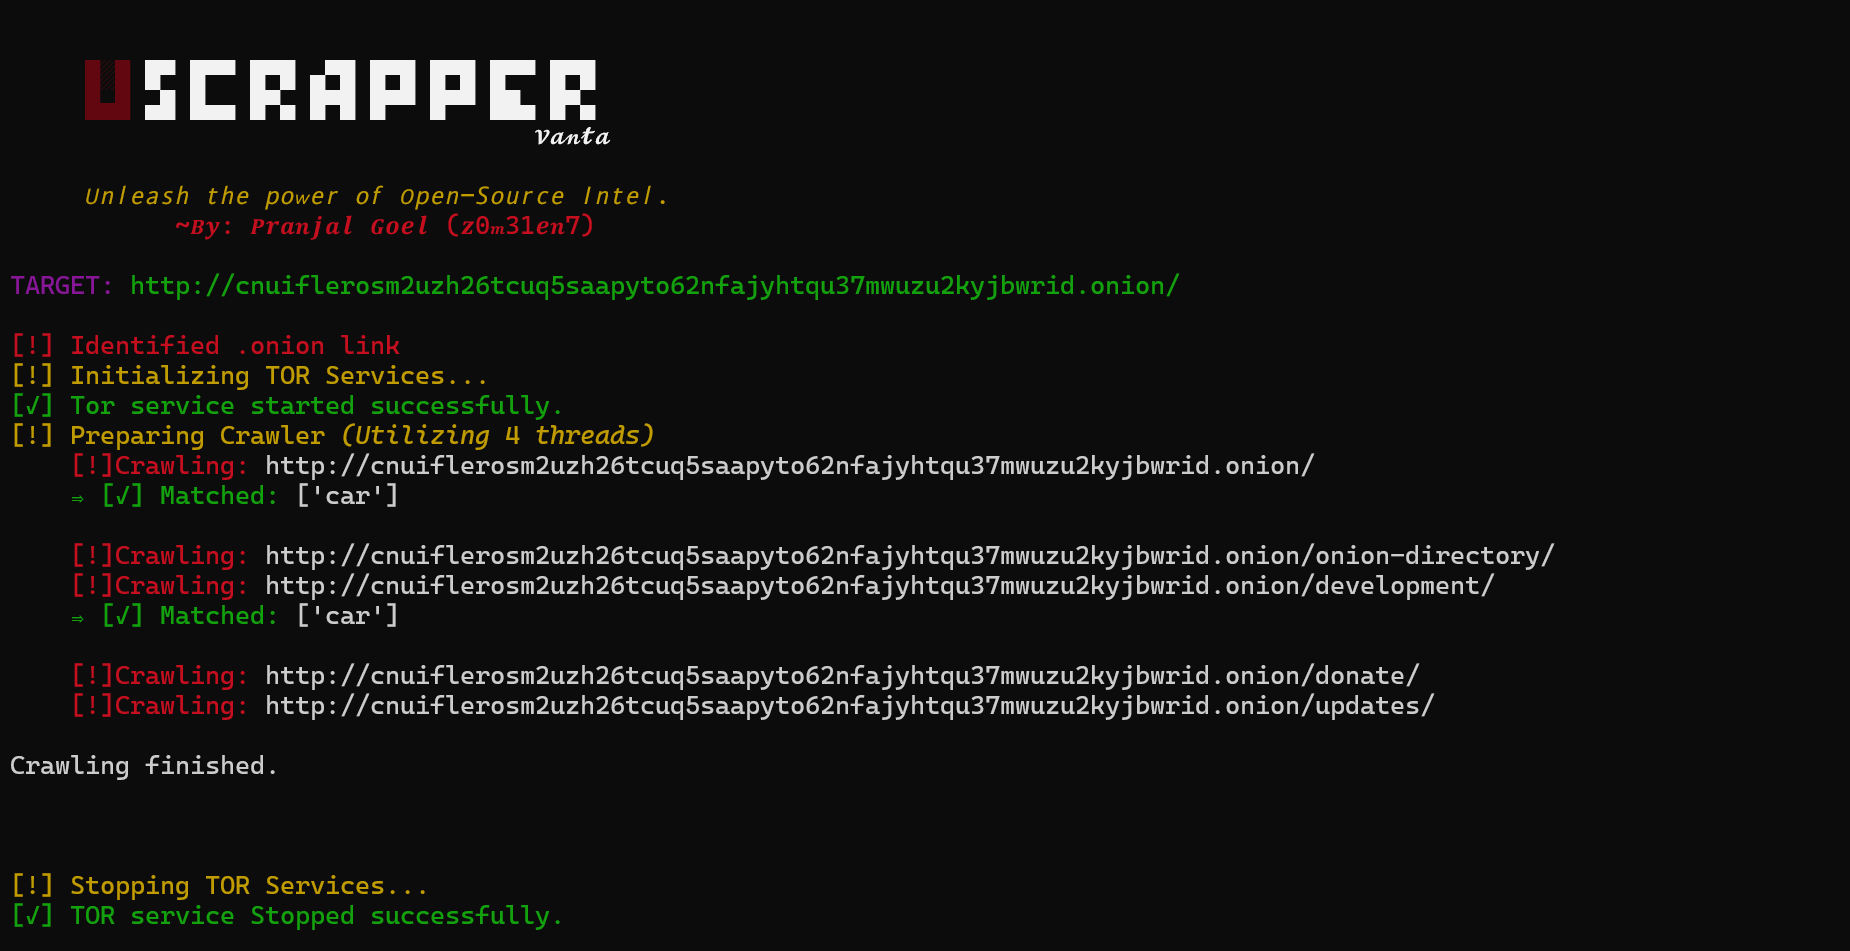 USCRAPPER
Vanta
Unleash the power of Open-Source Intel.
~By: Pranjal Goel (z0m31en7)
TARGET: http://cnuiflerosm2uzh26tcuq5saapyto62nfajyhtqu37mwuzu2kyjbwrid.onion/
[!] Identified .onion link
[!] Initializing TOR Services...
[√] Tor service started successfully.
[!] Preparing Crawler (Utilizing 4 threads)
[!]Crawling: http://cnuiflerosm2uzh26tcuq5saapyto62nfajyhtqu37mwuzu2kyjbwrid.onion/
⇒ [√] Matched: ['car']
[!]Crawling: http://cnuiflerosm2uzh26tcuq5saapyto62nfajyhtqu37mwuzu2kyjbwrid.onion/onion-directory/
[!]Crawling: http://cnuiflerosm2uzh26tcuq5saapyto62nfajyhtqu37mwuzu2kyjbwrid.onion/development/
⇒ [√] Matched: ['car']
[!]Crawling: http://cnuiflerosm2uzh26tcuq5saapyto62nfajyhtqu37mwuzu2kyjbwrid.onion/donate/
[!]Crawling: http://cnuiflerosm2uzh26tcuq5saapyto62nfajyhtqu37mwuzu2kyjbwrid.onion/updates/
Crawling finished.
[!] Stopping TOR Services...
[√] TOR service Stopped successfully.